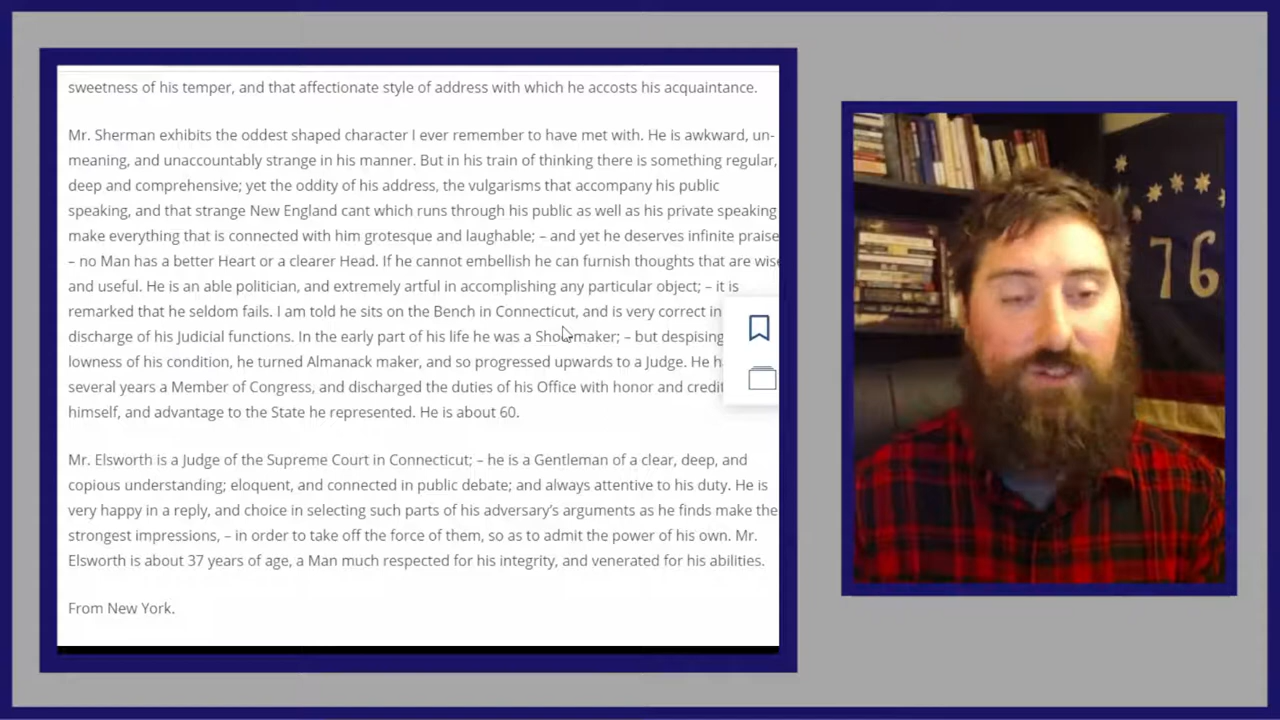 sweetness of his temper, and that affectionate style of address with which he accosts his acquaintance.
Mr. Sherman exhibits the oddest shaped character I ever remember to have met with. He is awkward, un-
meaning, and unaccountably strange in his manner. But in his train of thinking there is something regular,
deep and comprehensive; yet the oddity of his address, the vulgarisms that accompany his public
speaking, and that strange New England cant which runs through his public as well as his private speaking
make everything that is connected with him grotesque and laughable; – and yet he deserves infinite praise
– no Man has a better Heart or a clearer Head. If he cannot embellish he can furnish thoughts that are wise
and useful. He is an able politician, and extremely artful in accomplishing any particular object; – it is
remarked that he seldom fails. I am told he sits on the Bench in Connecticut, and is very correct in
discharge of his Judicial functions. In the early part of his life he was a Shoemaker; – but despising
lowness of his condition, he turned Almanack maker, and so progressed upwards to a Judge. He
several years a Member of Congress, and discharged the duties of his Office with honor and credit
himself, and advantage to the State he represented. He is about 60.
Mr. Elsworth is a Judge of the Supreme Court in Connecticut; – he is a Gentleman of a clear, deep, and
copious understanding; eloquent, and connected in public debate; and always attentive to his duty. He is
very happy in a reply, and choice in selecting such parts of his adversary's arguments as he finds make the
strongest impressions, – in order to take off the force of them, so as to admit the power of his own. Mr.
Elsworth is about 37 years of age, a Man much respected for his integrity, and venerated for his abilities.
From New York.
76